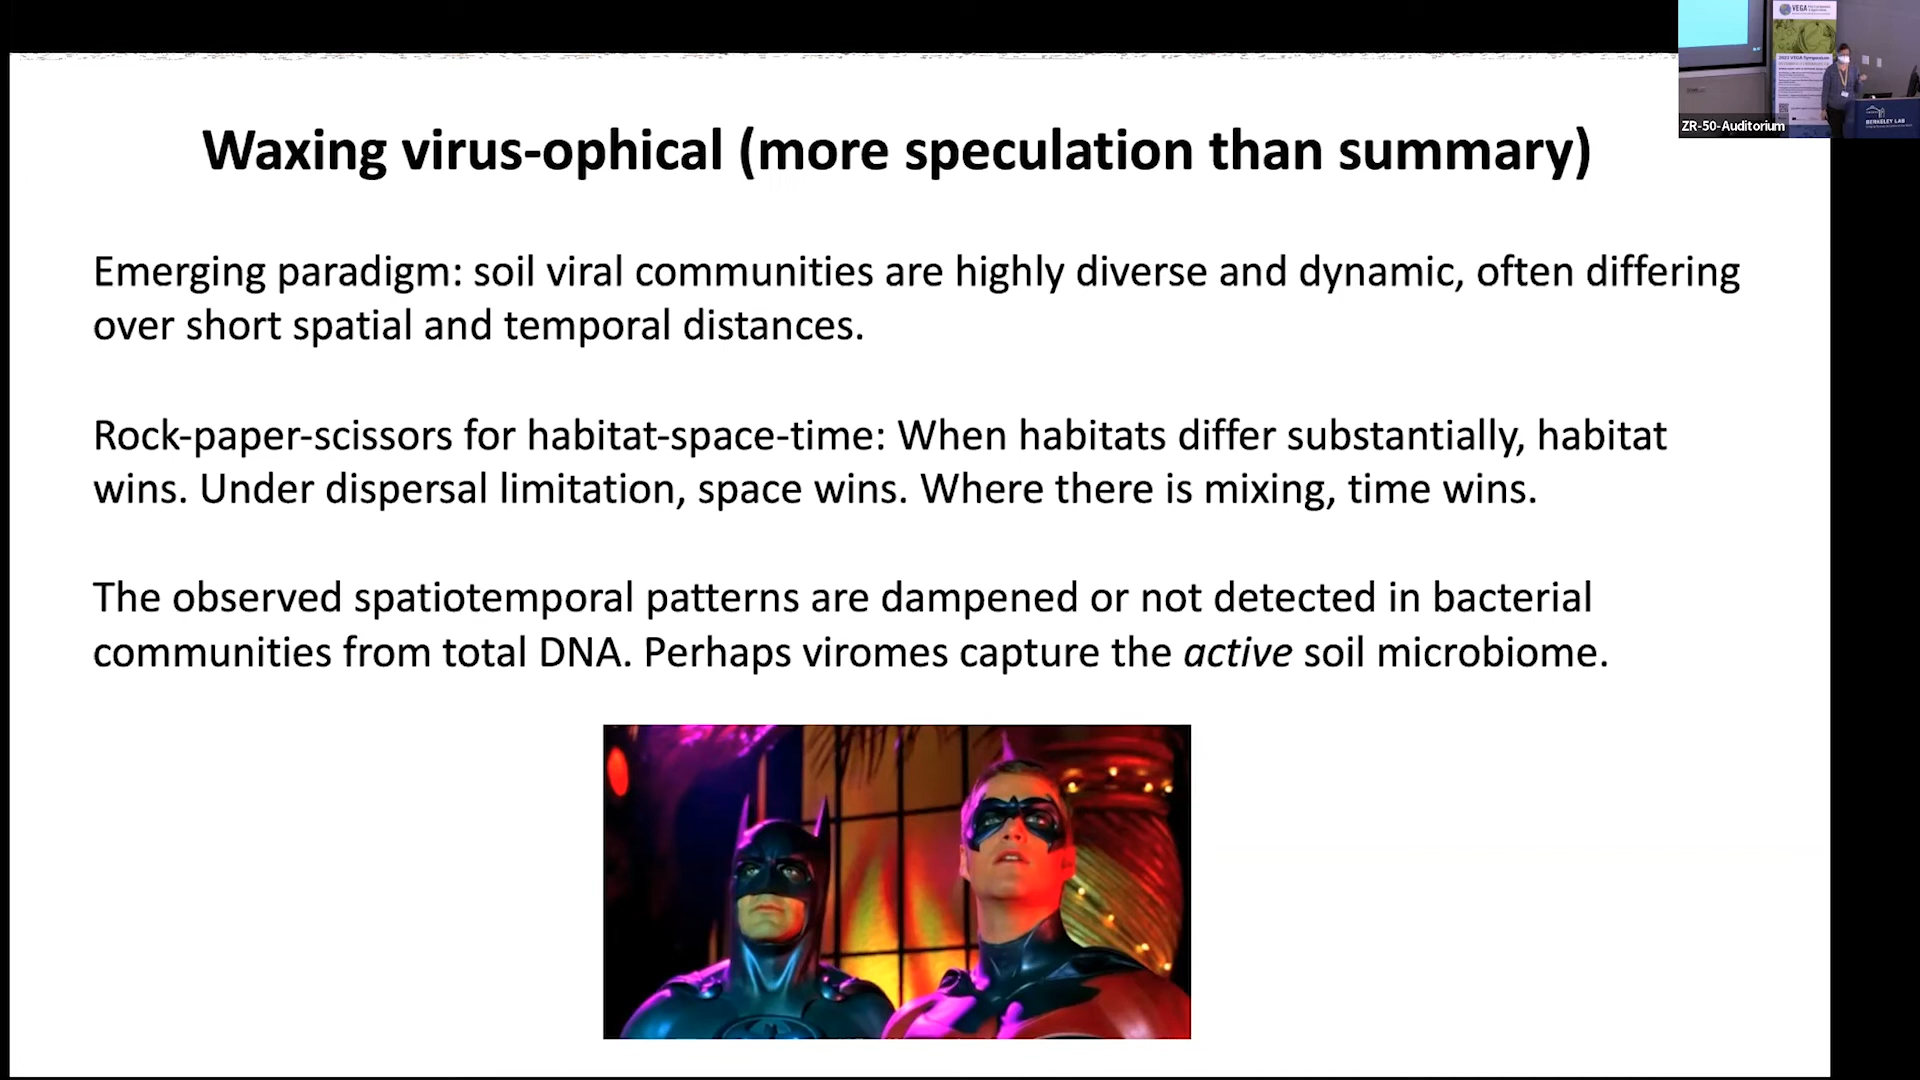 Waxing virus-ophical (more speculation than summary)
Emerging paradigm: soil viral communities are highly diverse and dynamic, often differing
over short spatial and temporal distances.
Rock-paper-scissors for habitat-space-time: When habitats differ substantially, habitat
wins. Under dispersal limitation, space wins. Where there is mixing, time wins.
The observed spatiotemporal patterns are dampened or not detected in bacterial
communities from total DNA. Perhaps viromes capture the active soil microbiome.
VEGA
2022 VEGA Symposium
BERKELEY LAB
ZR-50-Auditorium